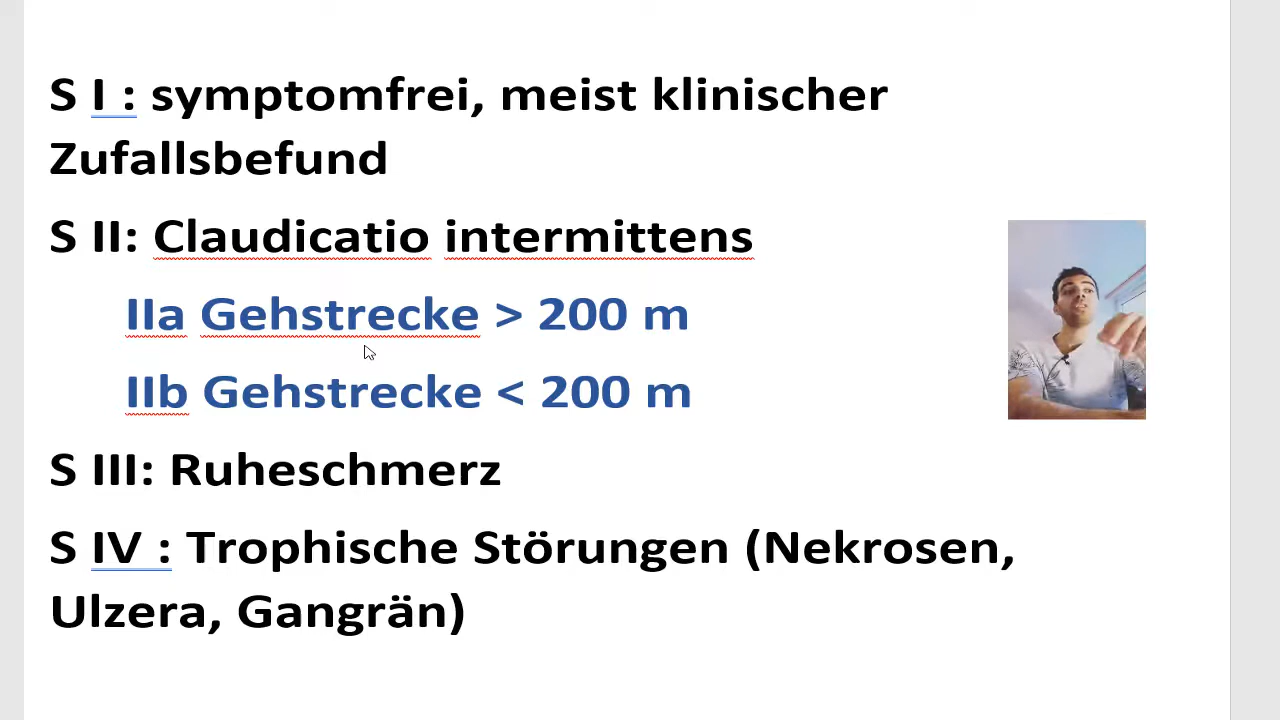 S I : symptomfrei, meist klinischer
Zufallsbefund
S II: Claudicatio intermittens
IIa Gehstrecke > 200 m
IIb Gehstrecke < 200 m
S III: Ruheschmerz
S IV : Trophische Störungen (Nekrosen,
Ulzera, Gangrän)